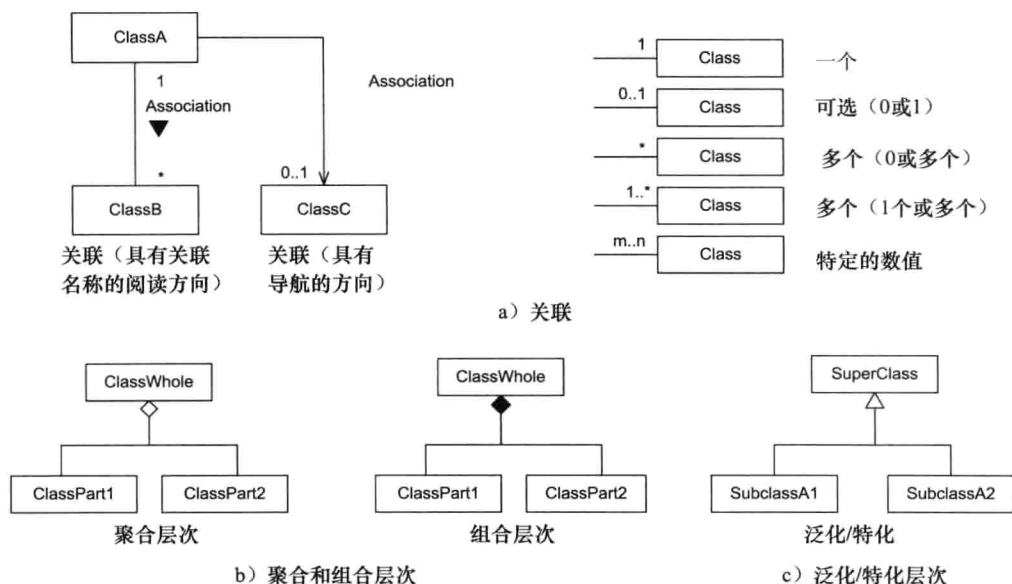 ClassA
1
Association
*
ClassB
关联（具有关联
名称的阅读方向）
Association
0..1
ClassC
关联（具有
导航的方向）
1
Class
一个
0..1
Class
可选（0或1）
*
Class
多个（0或多个）
1..*
Class
多个（1个或多个）
m..n
Class
特定的数值
a）关联
ClassWhole
ClassPart1
ClassPart2
聚合层次
ClassWhole
ClassPart1
ClassPart2
组合层次
b）聚合和组合层次
SuperClass
SubclassA1
SubclassA2
泛化/特化
c）泛化/特化层次